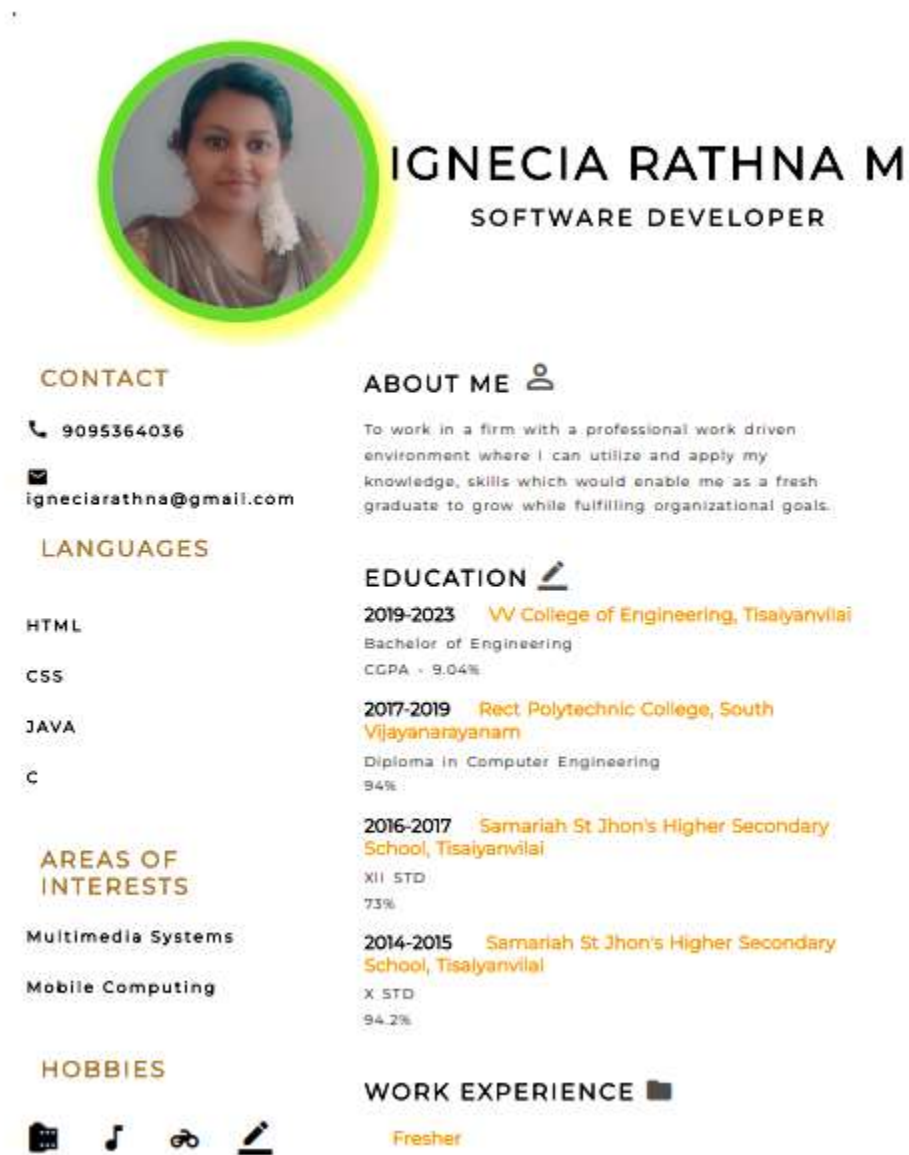 IGNECIA RATHNA M
SOFTWARE DEVELOPER
CONTACT
9095364036
igneciarathna@gmail.com
LANGUAGES
HTML
CSS
JAVA
C
AREAS OF
INTERESTS
Multimedia Systems
Mobile Computing
HOBBIES
ABOUT ME
To work in a firm with a professional work driven
environment where I can utilize and apply my
knowledge, skills which would enable me as a fresh
graduate to grow while fulfilling organizational goals.
EDUCATION
2019-2023 VV College of Engineering, Tisaiyanvilai
Bachelor of Engineering
CGPA - 9.04%
2017-2019 Rect Polytechnic College, South
Vijayanarayanam
Diploma in Computer Engineering
94%
2016-2017 Samariah St Jhon's Higher Secondary
School, Tisaiyanvilai
XII STD
73%
2014-2015 Samariah St Jhon's Higher Secondary
School, Tisaiyanvilai
X STD
94.2%
WORK EXPERIENCE
Fresher